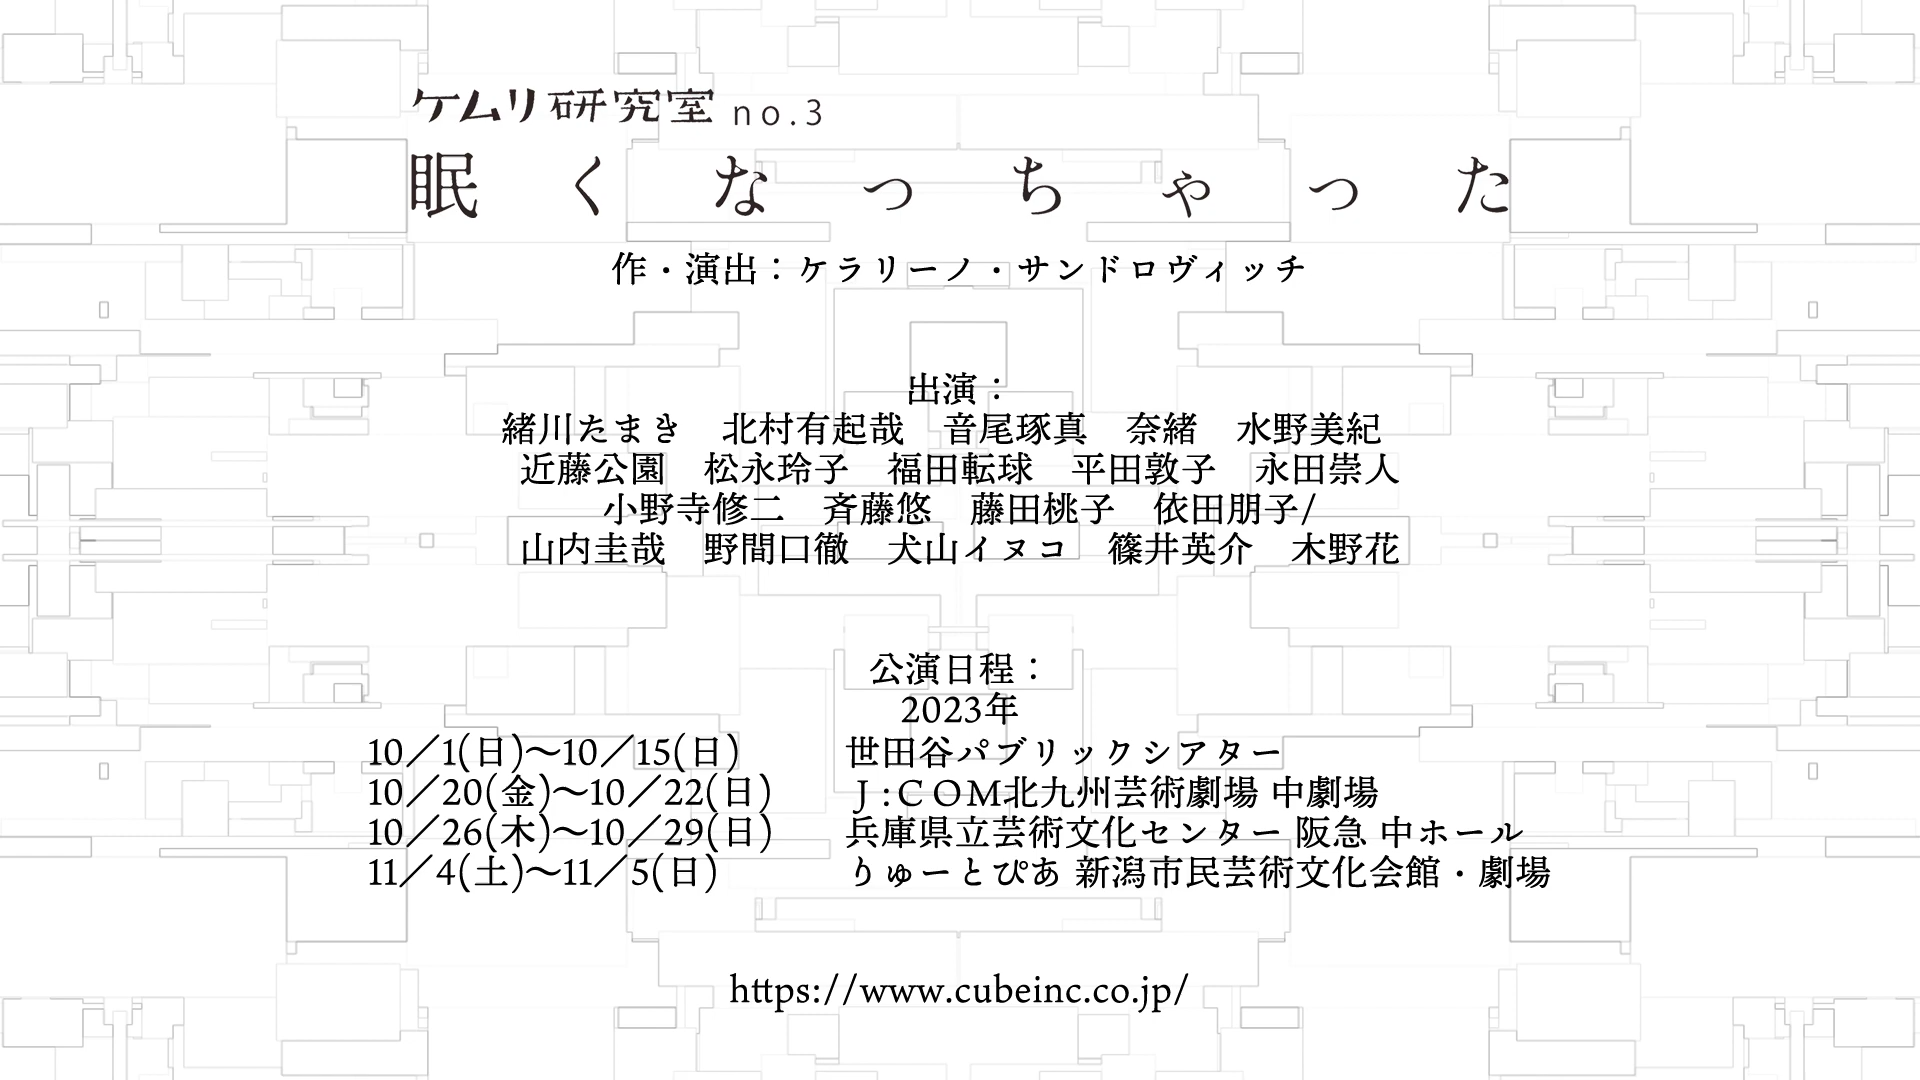 ケムリ研究室 no.3
眠くなっちゃった
作・演出：ケラリーノ・サンドロヴィッチ
出演：
緒川たまき　北村有起哉　音尾琢真　奈緒　水野美紀
近藤公園　松永玲子　福田転球　平田敦子　永田崇人
小野寺修二　斉藤悠　藤田桃子　依田朋子/
山内圭哉　野間口徹　犬山イヌコ　篠井英介　木野花
公演日程：
2023年
10／1(日)～10／15(日)　世田谷パブリックシアター
10／20(金)～10／22(日)　J:COM北九州芸術劇場 中劇場
10／26(木)～10／29(日)　兵庫県立芸術文化センター 阪急 中ホール
11／4(土)～11／5(日)　りゅーとぴあ 新潟市民芸術文化会館・劇場
https://www.cubeinc.co.jp/